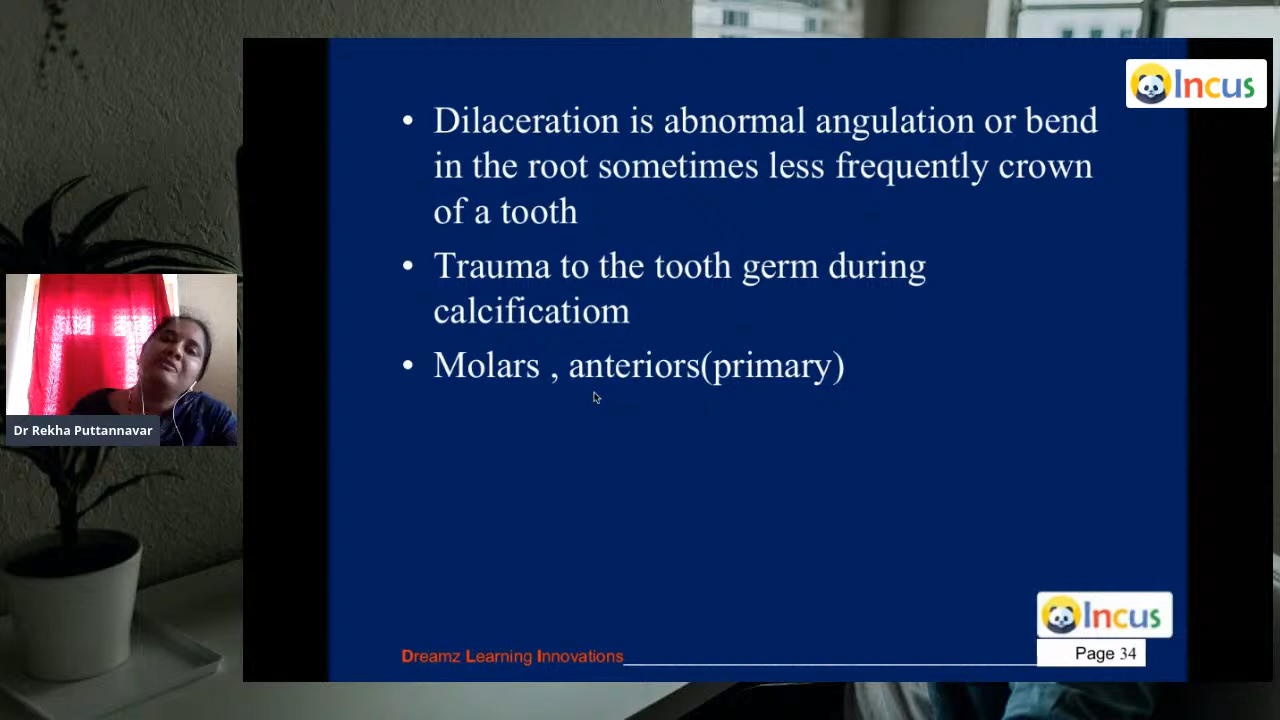 Incus
• Dilaceration is abnormal angulation or bend
in the root sometimes less frequently crown
of a tooth
• Trauma to the tooth germ during
calcificatiom
• Molars , anteriors(primary)
Dr Rekha Puttannavar
Incus
Dreamz Learning Innovations
Page 34